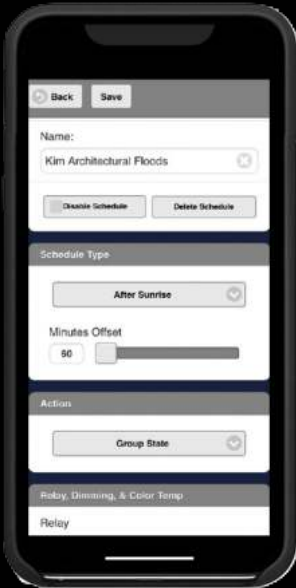 Back Save
Name:
Kim Architectural Floods
Disable Schedule Delete Schedule
Schedule Type
After Sunrise
Minutes Offset
60
Action
Group State
Relay, Dimming, & Color Temp
Relay